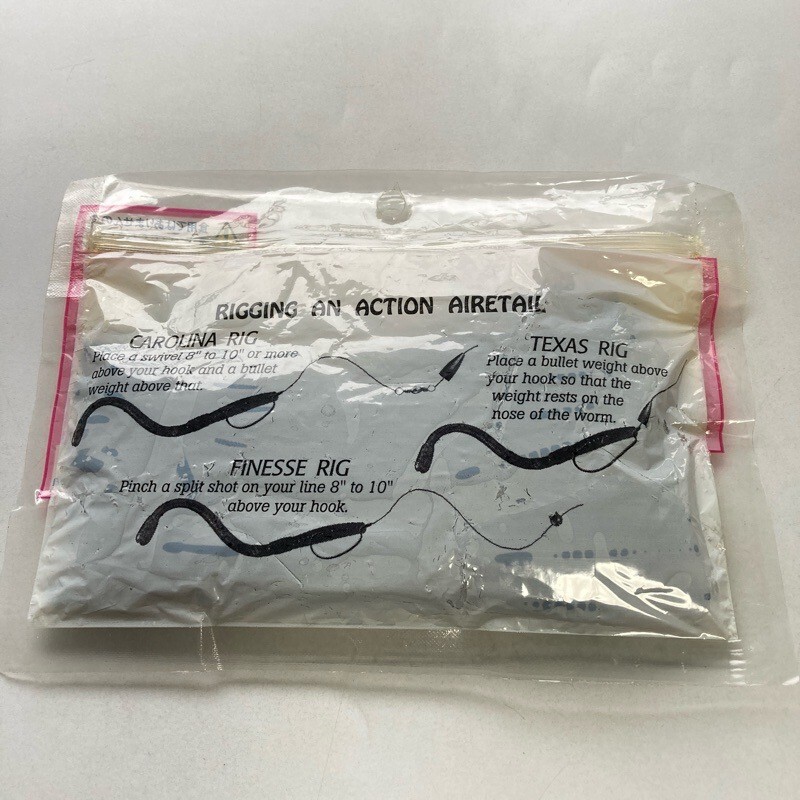 RIGGING AN ACTION AIRETAIL
CAROLINA RIG
Place a swivel 8" to 10" or more
above your hook and a bullet
weight above that.
TEXAS RIG
Place a bullet weight above
your hook so that the
weight rests on the
nose of the worm.
FINESSE RIG
Pinch a split shot on your line 8" to 10"
above your hook.